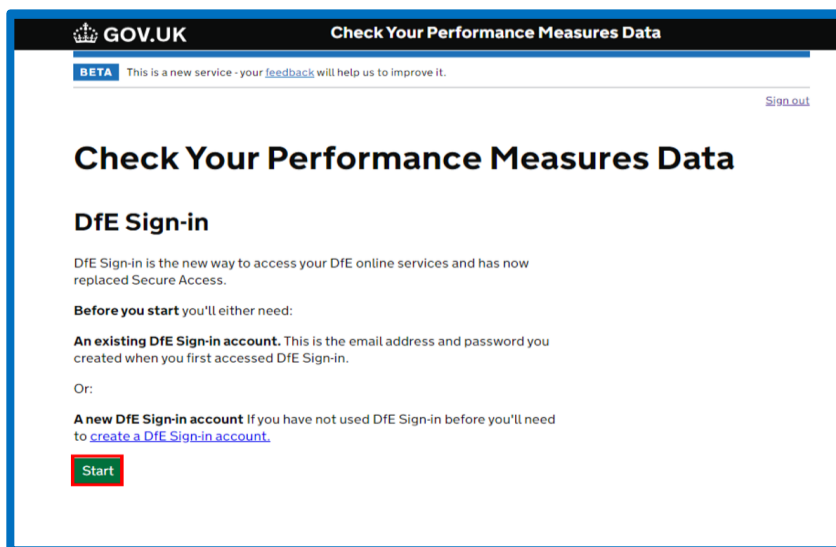 GOV.UK Check Your Performance Measures Data
BETA This is a new service - your feedback will help us to improve it.
Sign out
Check Your Performance Measures Data
DfE Sign-in
DfE Sign-in is the new way to access your DfE online services and has now
replaced Secure Access.
Before you start you'll either need:
An existing DfE Sign-in account. This is the email address and password you
created when you first accessed DfE Sign-in.
Or:
A new DfE Sign-in account If you have not used DfE Sign-in before you'll need
to create a DfE Sign-in account.
Start